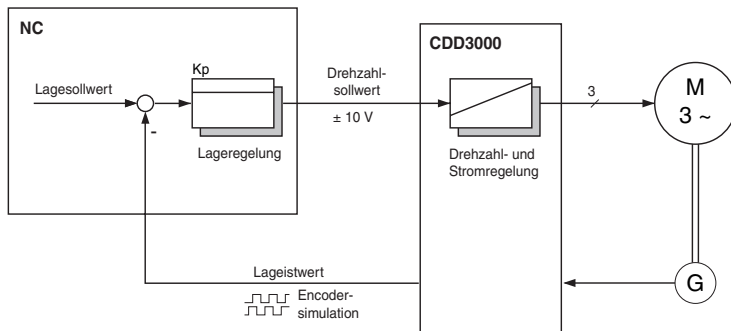 NC
CDD3000
Kp
Lagesollwert
-
Lageregelung
Drehzahl-
sollwert
± 10 V
Drehzahl- und
Stromregelung
3
M
3 ~
G
Lageistwert
Encoder-
simulation